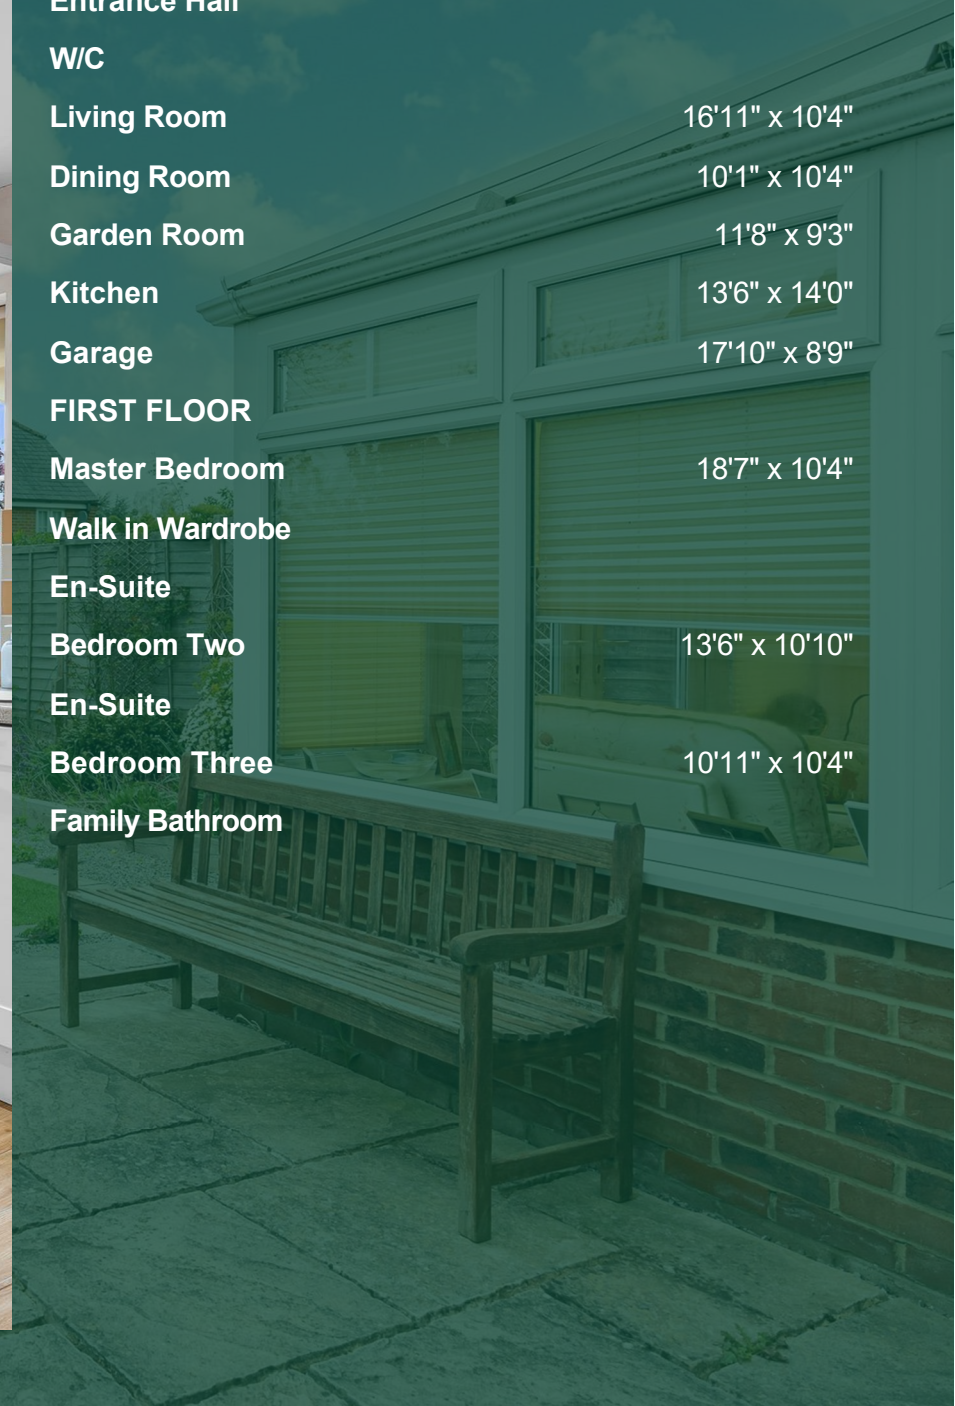 Entrance Hall
W/C
Living Room 16'11" x 10'4"
Dining Room 10'1" x 10'4"
Garden Room 11'8" x 9'3"
Kitchen 13'6" x 14'0"
Garage 17'10" x 8'9"
FIRST FLOOR
Master Bedroom 18'7" x 10'4"
Walk in Wardrobe
En-Suite
Bedroom Two 13'6" x 10'10"
En-Suite
Bedroom Three 10'11" x 10'4"
Family Bathroom